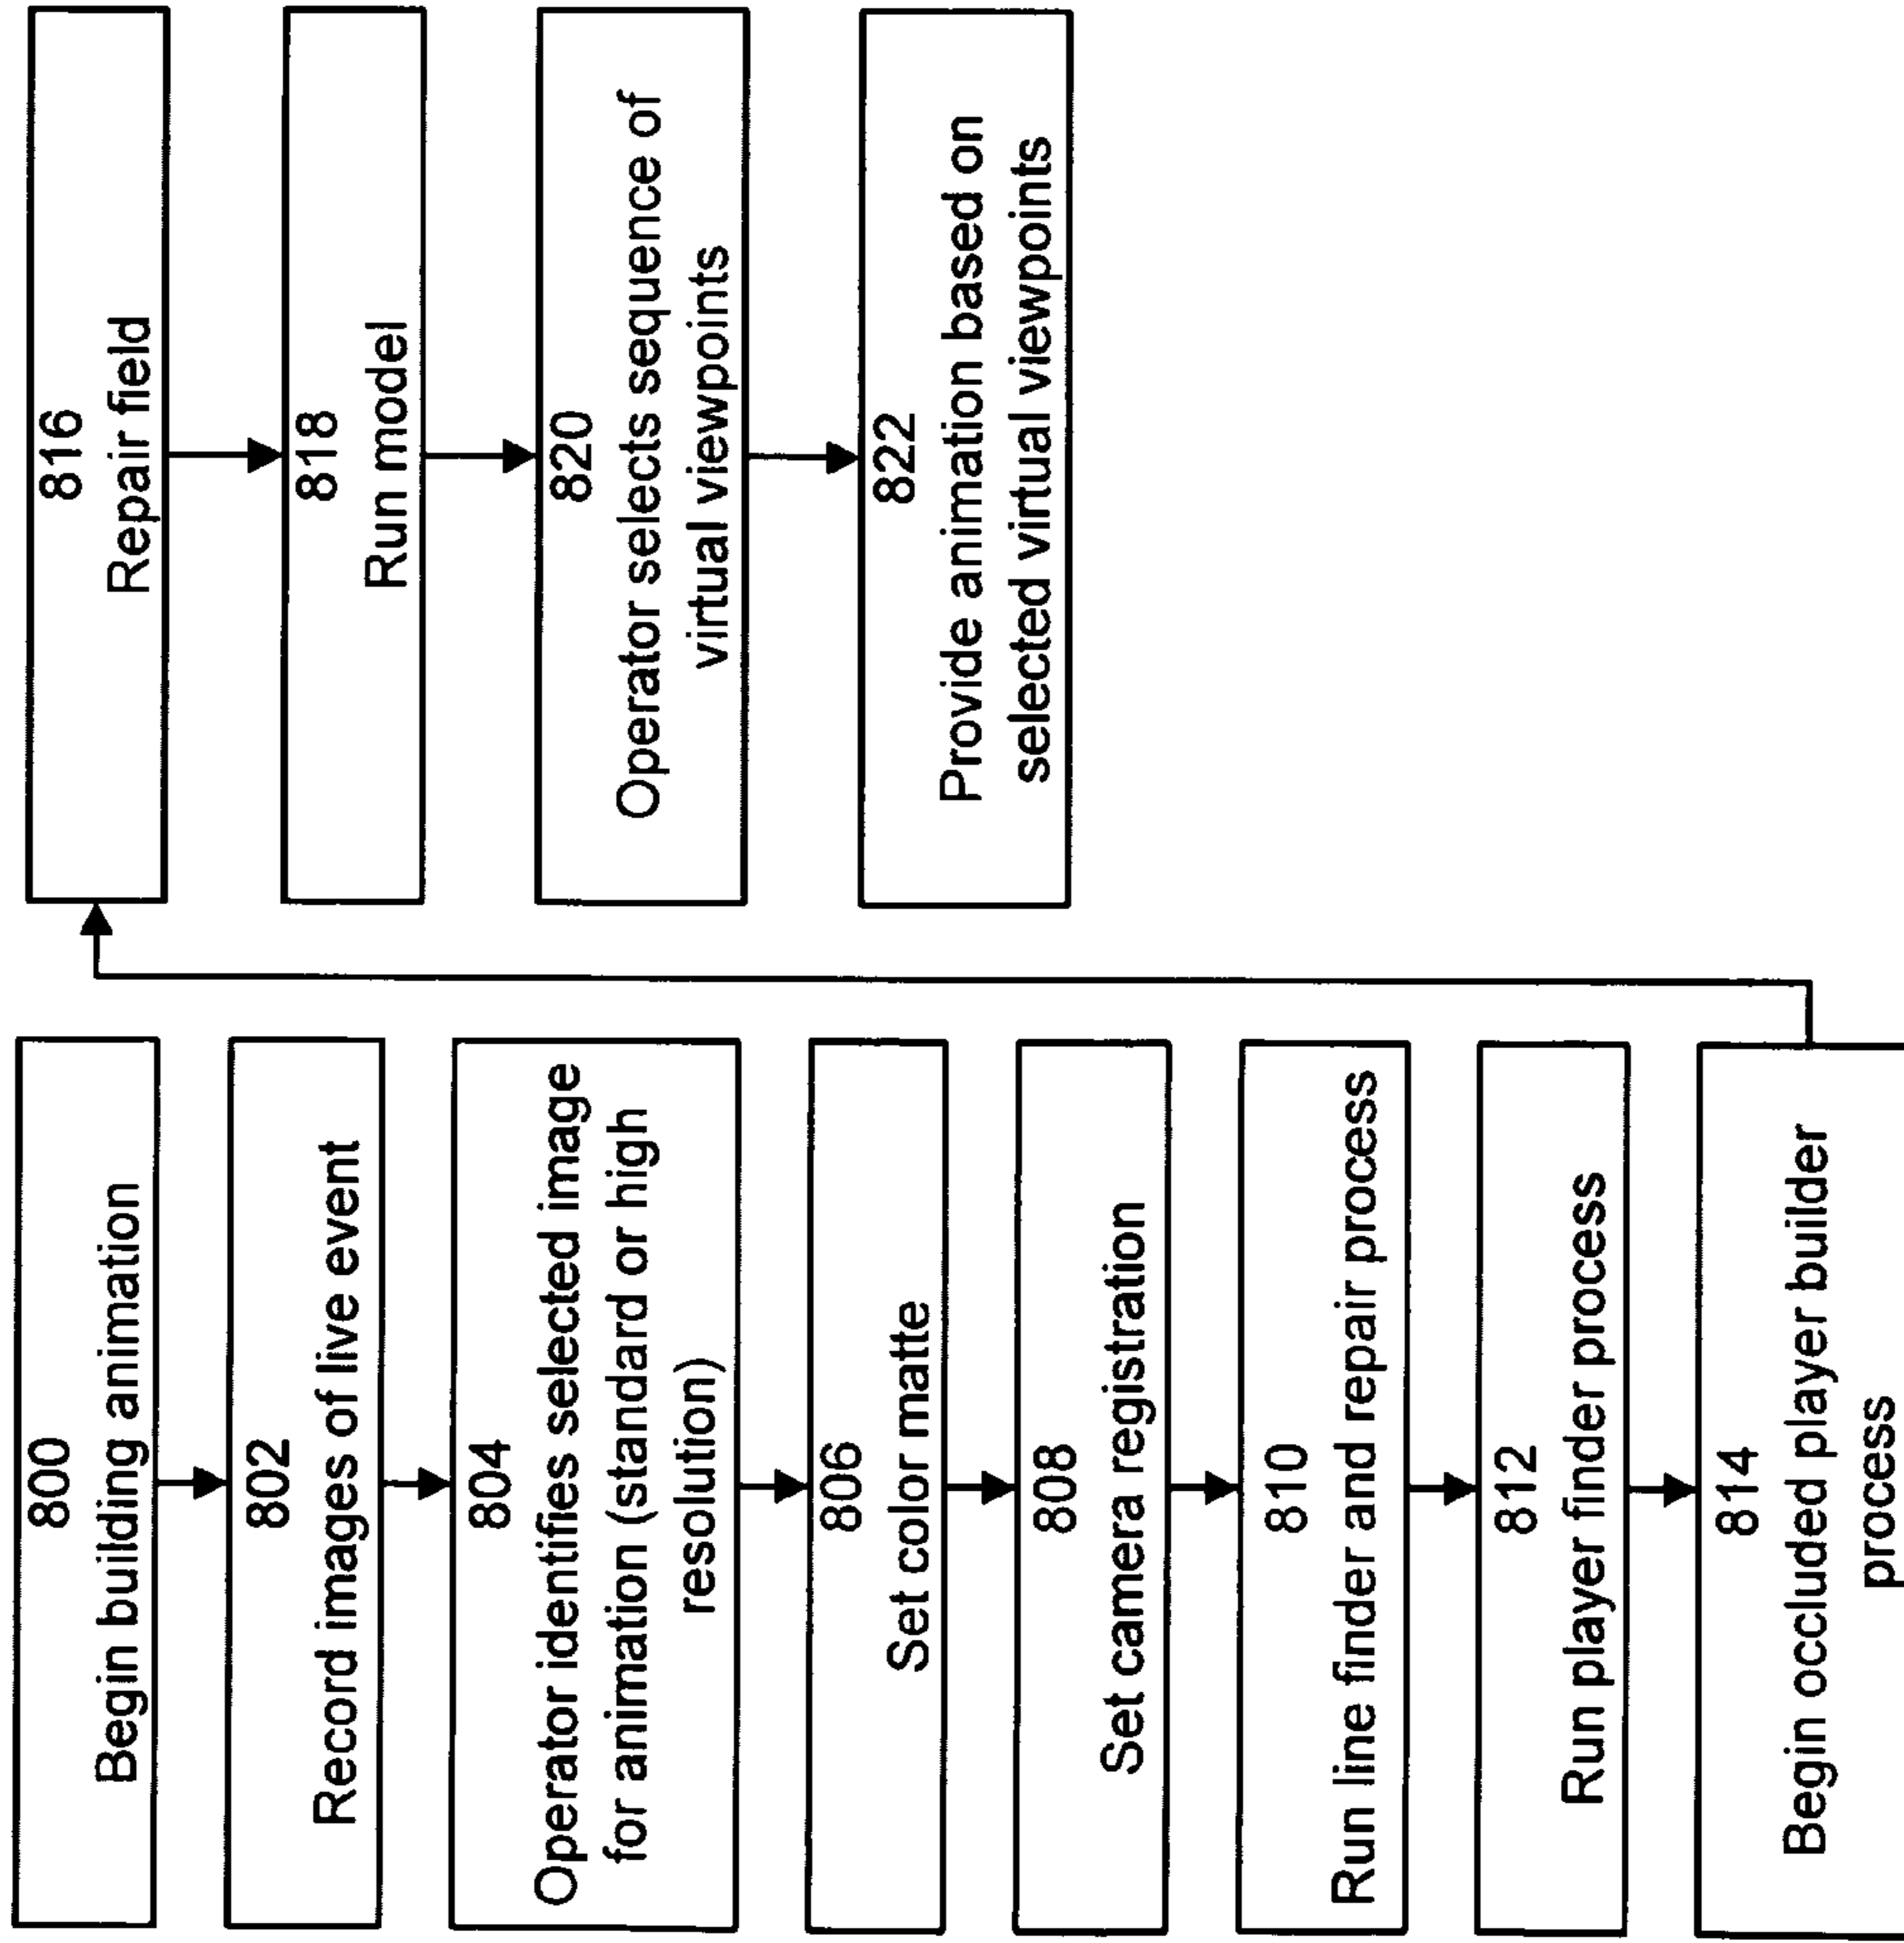 800
Begin building animation
802
Record images of live event
804
Operator identifies selected image
for animation (standard or high
resolution)
806
Set color matte
808
Set camera registration
810
Run line finder and repair process
812
Run player finder process
814
Begin occluded player builder
process
816
Repair field
818
Run model
820
Operator selects sequence of
virtual viewpoints
822
Provide animation based on
selected virtual viewpoints